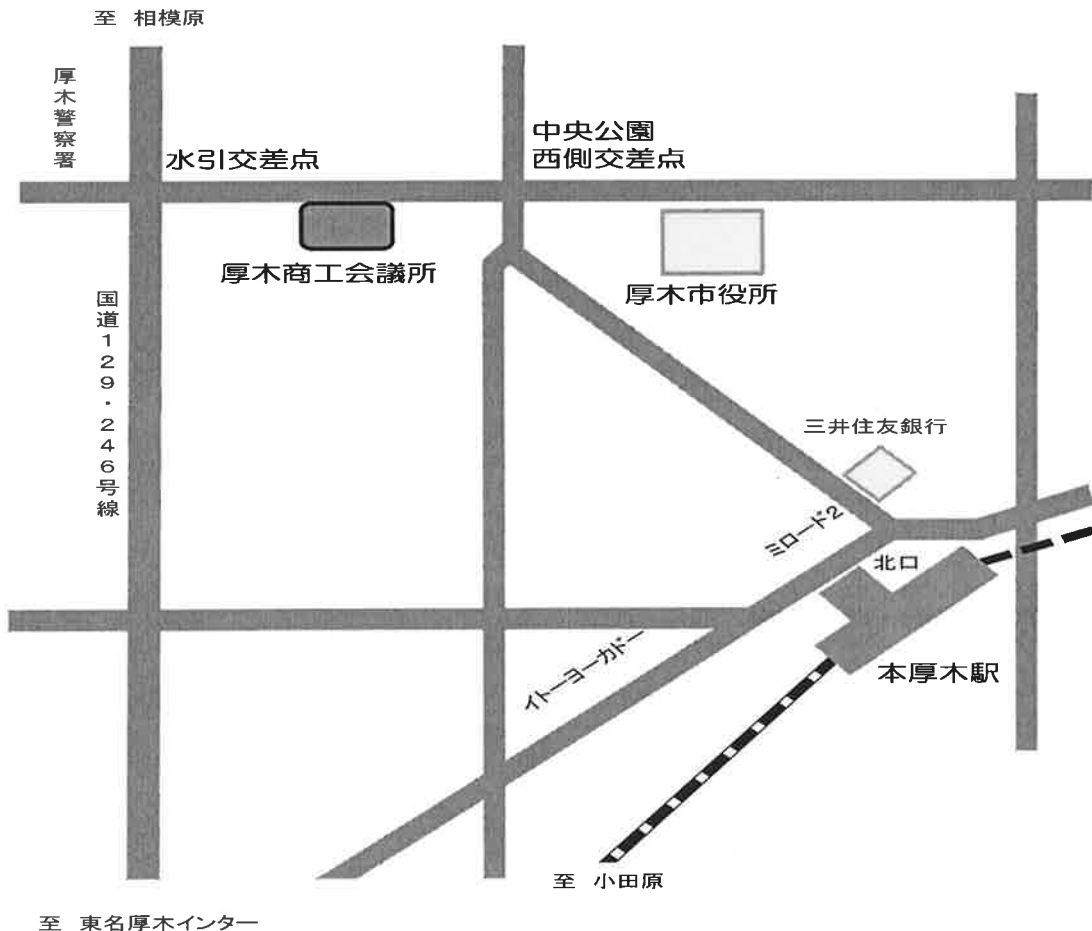 至 相模原
厚木警察署
水引交差点
中央公園
西側交差点
厚木商工会議所
厚木市役所
国道129・246号線
三井住友銀行
ミロード2
北口
イトーヨーカドー
本厚木駅
至 小田原
至 東名厚木インター